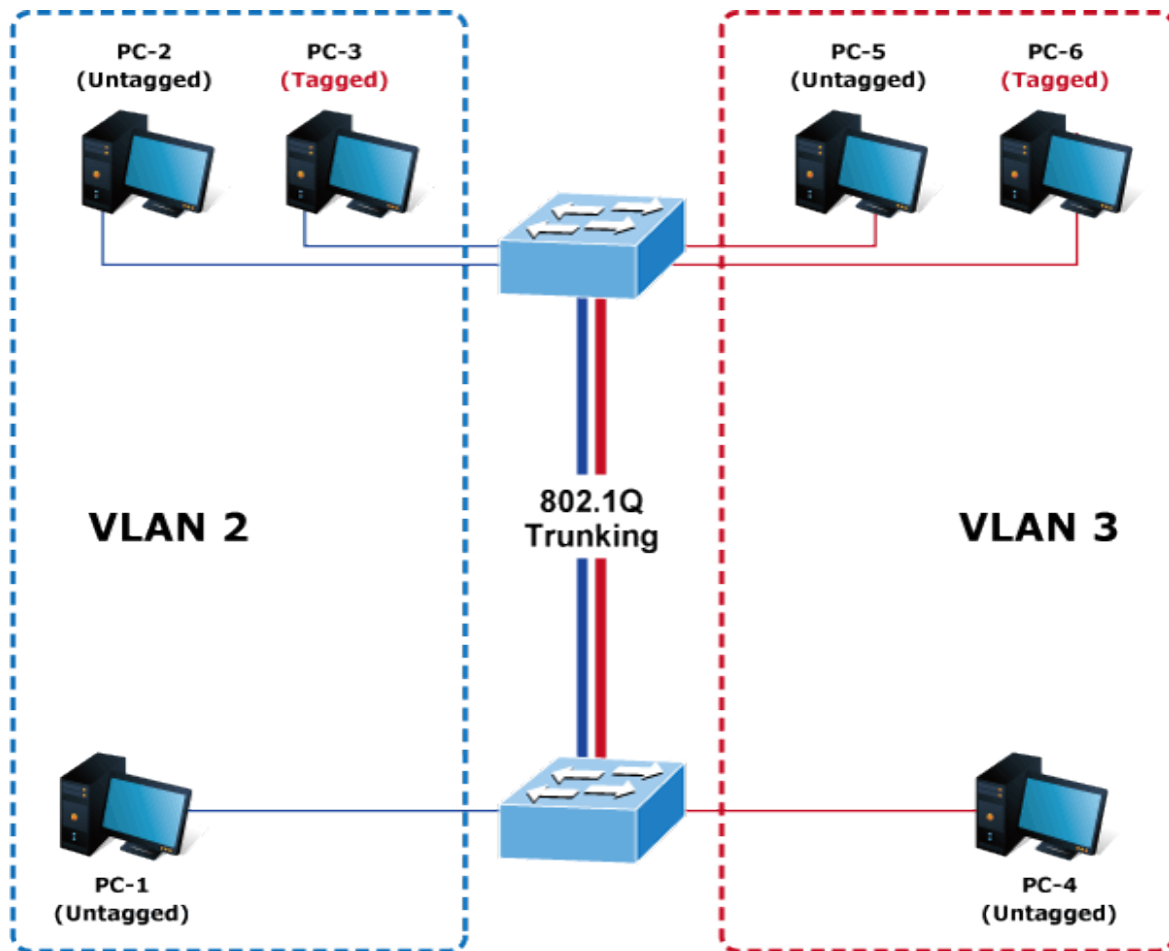 PC-2
(Untagged)
PC-3
(Tagged)
PC-5
(Untagged)
PC-6
(Tagged)
VLAN 2
802.1Q
Trunking
VLAN 3
PC-1
(Untagged)
PC-4
(Untagged)